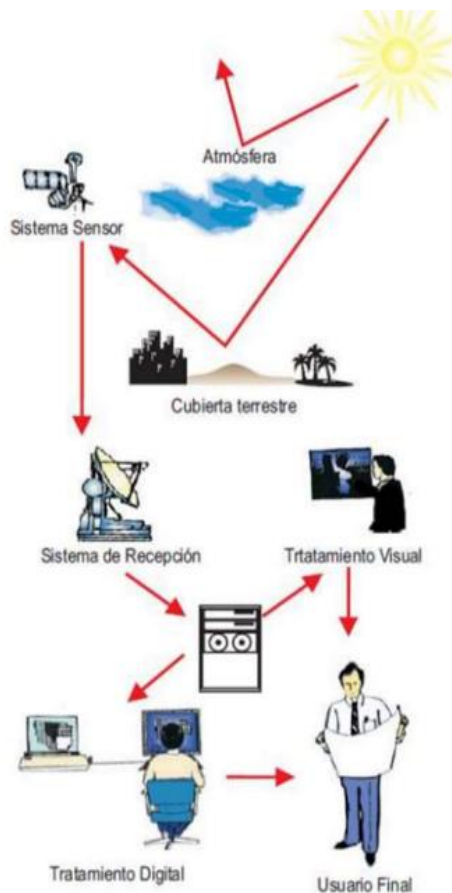 Atmósfera
Sistema Sensor
Cubierta terrestre
Sistema de Recepción
Trtatamiento Visual
Tratamiento Digital
Usuario Final